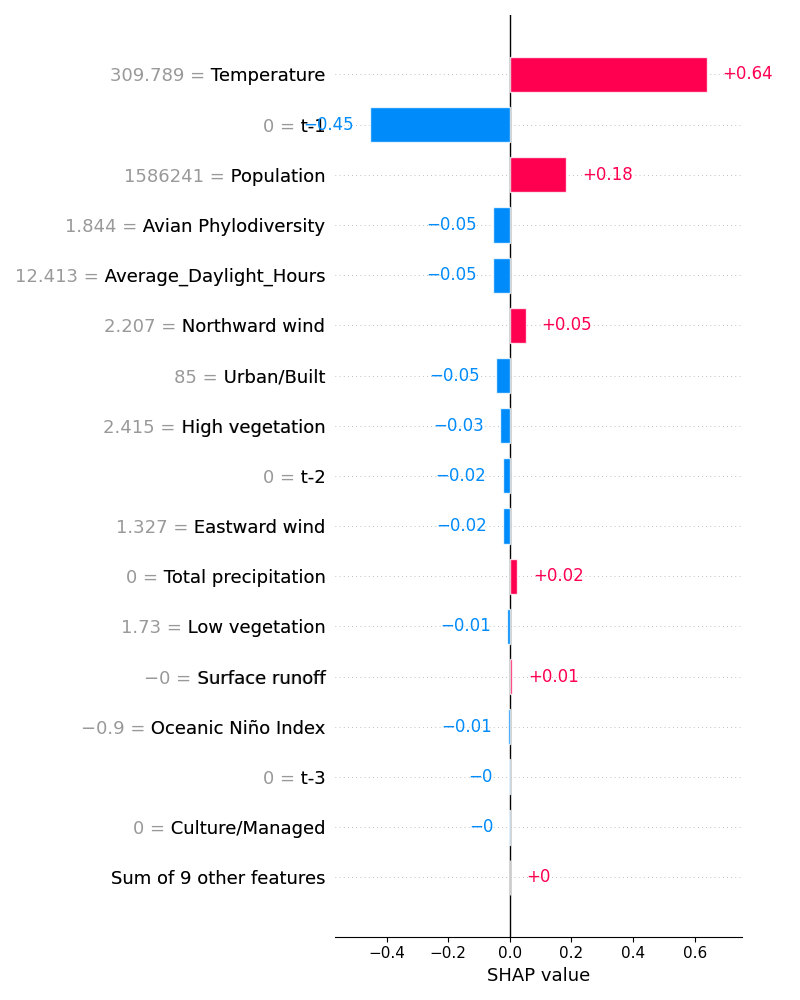 309.789 = Temperature +0.64
0 = t-1 −0.45
1586241 = Population +0.18
1.844 = Avian Phylodiversity −0.05
12.413 = Average_Daylight_Hours −0.05
2.207 = Northward wind +0.05
85 = Urban/Built −0.05
2.415 = High vegetation −0.03
0 = t-2 −0.02
1.327 = Eastward wind −0.02
0 = Total precipitation +0.02
1.73 = Low vegetation −0.01
−0 = Surface runoff +0.01
−0.9 = Oceanic Niño Index −0.01
0 = t-3 −0
0 = Culture/Managed −0
Sum of 9 other features +0
−0.4 −0.2 0.0 0.2 0.4 0.6
SHAP value